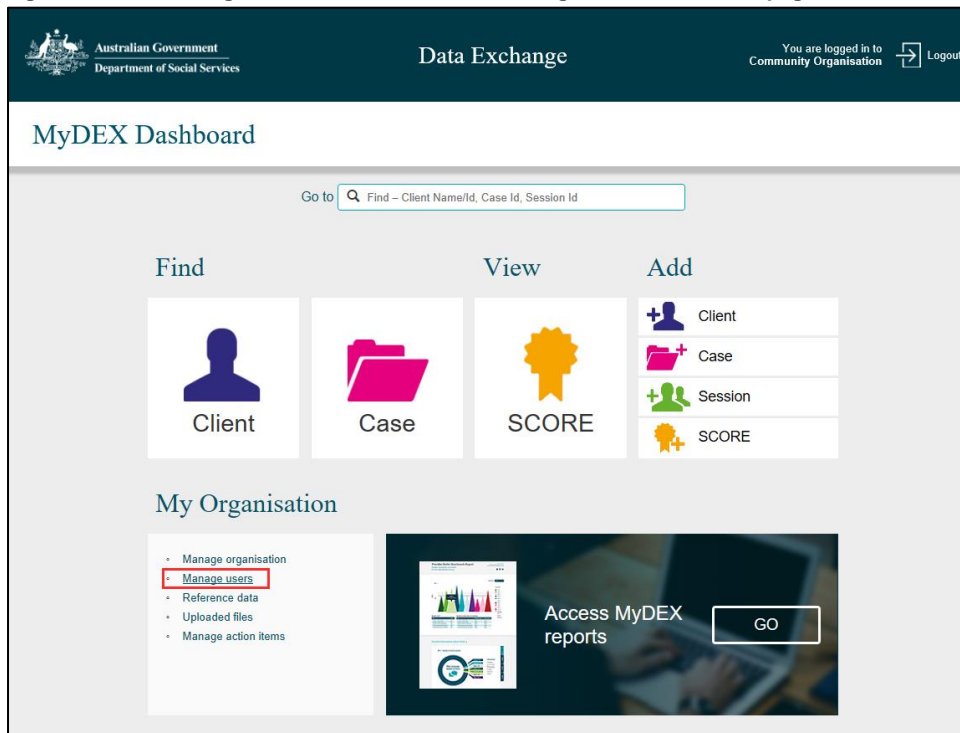 Australian Government
Department of Social Services
Data Exchange
You are logged in to
Community Organisation
Logout
MyDEX Dashboard
Go to
Find – Client Name/Id, Case Id, Session Id
Find
View
Add
Client
Case
SCORE
Client
Case
Session
SCORE
My Organisation
Manage organisation
Manage users
Reference data
Uploaded files
Manage action items
Access MyDEX
reports
GO